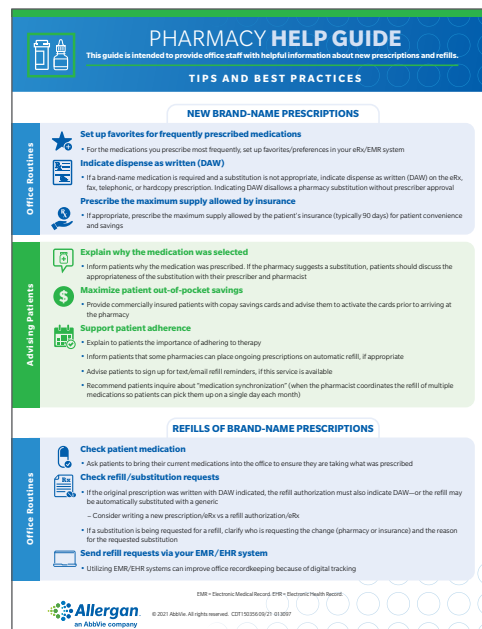 PHARMACY HELP GUIDE
This guide is intended to provide office staff with helpful information about new prescriptions and refills.
TIPS AND BEST PRACTICES
NEW BRAND-NAME PRESCRIPTIONS
Office Routines
Set up favorites for frequently prescribed medications
• For the medications you prescribe most frequently, set up favorites/preferences in your eRx/EMR system
Indicate dispense as written (DAW)
• If a brand-name medication is required and a substitution is not appropriate, indicate dispense as written (DAW) on the eRx,
fax, telephonic, or hardcopy prescription. Indicating DAW disallows a pharmacy substitution without prescriber approval
Prescribe the maximum supply allowed by insurance
• If appropriate, prescribe the maximum supply allowed by the patient's insurance (typically 90 days) for patient convenience
and savings
Advising Patients
Explain why the medication was selected
• Inform patients why the medication was prescribed. If the pharmacy suggests a substitution, patients should discuss the
appropriateness of the substitution with their prescriber and pharmacist
$
Maximize patient out-of-pocket savings
• Provide commercially insured patients with copay savings cards and advise them to activate the cards prior to arriving at
the pharmacy
Support patient adherence
• Explain to patients the importance of adhering to therapy
• Inform patients that some pharmacies can place ongoing prescriptions on automatic refill, if appropriate
• Advise patients to sign up for text/email refill reminders, if this service is available
• Recommend patients inquire about "medication synchronization" (when the pharmacist coordinates the refill of multiple
medications so patients can pick them up on a single day each month)
REFILLS OF BRAND-NAME PRESCRIPTIONS
Office Routines
Check patient medication
• Ask patients to bring their current medications into the office to ensure they are taking what was prescribed
Rx
Check refill/substitution requests
• If the original prescription was written with DAW indicated, the refill authorization must also indicate DAW—or the refill may
be automatically substituted with a generic
– Consider writing a new prescription/eRx vs a refill authorization/eRx
• If a substitution is being requested for a refill, clarify who is requesting the change (pharmacy or insurance) and the reason
for the requested substitution
Send refill requests via your EMR/EHR system
• Utilizing EMR/EHR systems can improve office recordkeeping because of digital tracking
EMR = Electronic Medical Record. EHR = Electronic Health Record.
Allergan
an AbbVie company
© 2021 AbbVie. All rights reserved. CDT150356 09/21 013097